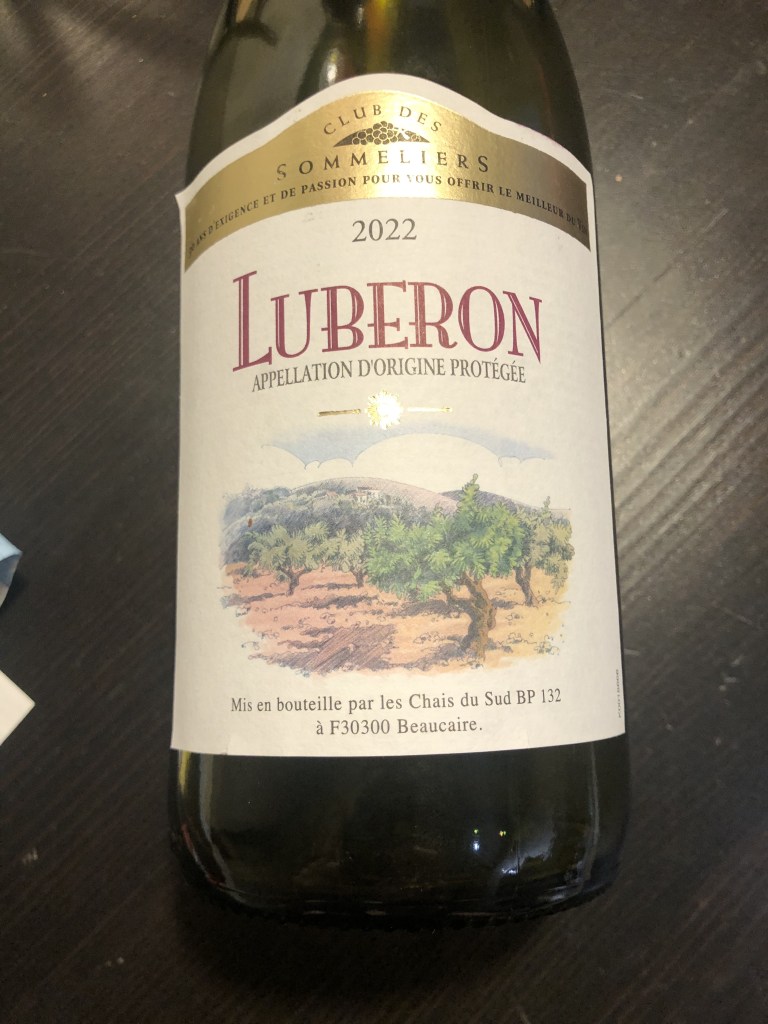 CLUB DES
SOMMELIERS
ANS D'EXIGENCE ET DE PASSION POUR VOUS OFFRIR LE MEILLEUR DU VIN
2022
LUBERON
APPELLATION D'ORIGINE PROTÉGÉE
Mis en bouteille par les Chais du Sud BP 132
à F30300 Beaucaire.